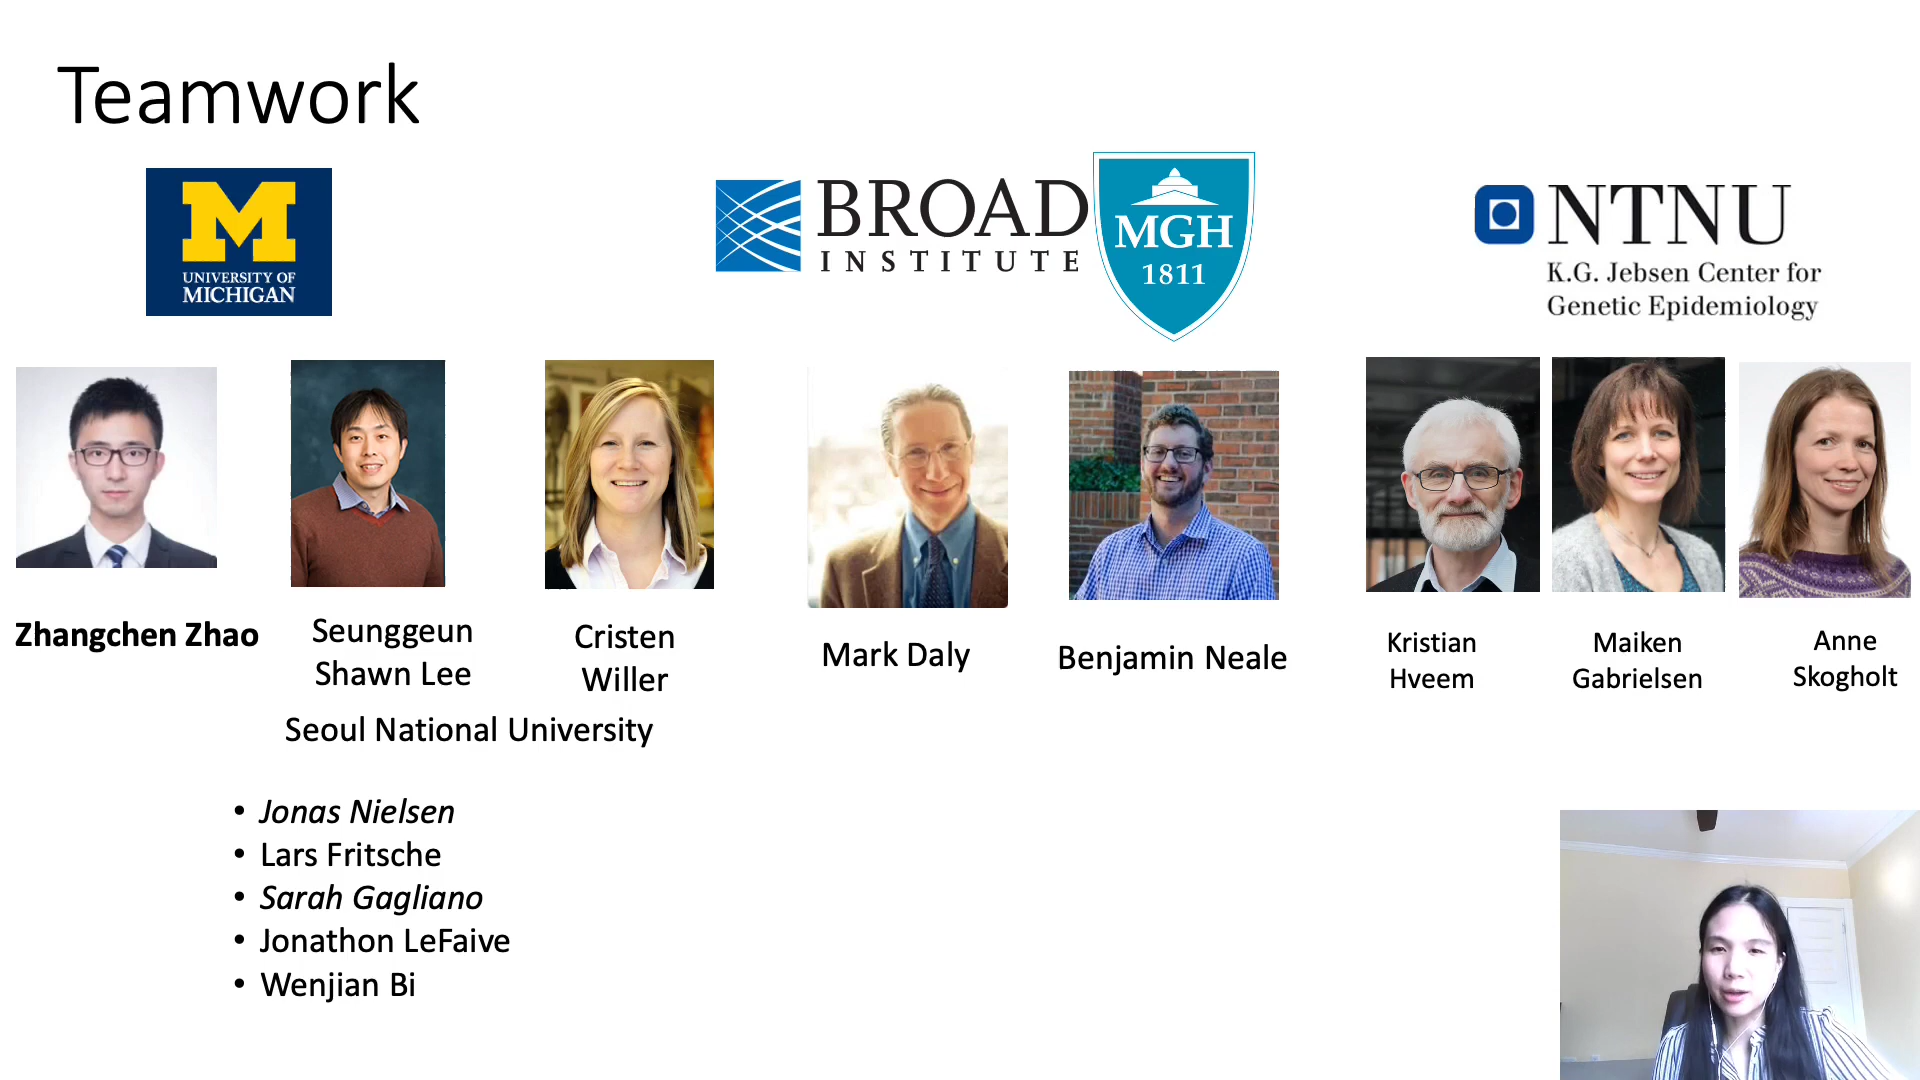 Teamwork
UNIVERSITY OF
MICHIGAN
BROAD
INSTITUTE
MGH
1811
NTNU
K.G. Jebsen Center for
Genetic Epidemiology
Zhangchen Zhao
Seunggeun
Shawn Lee
Cristen
Willer
Mark Daly
Benjamin Neale
Kristian
Hveem
Maiken
Gabrielsen
Anne
Skogholt
Seoul National University
• Jonas Nielsen
• Lars Fritsche
• Sarah Gagliano
• Jonathon LeFaive
• Wenjian Bi